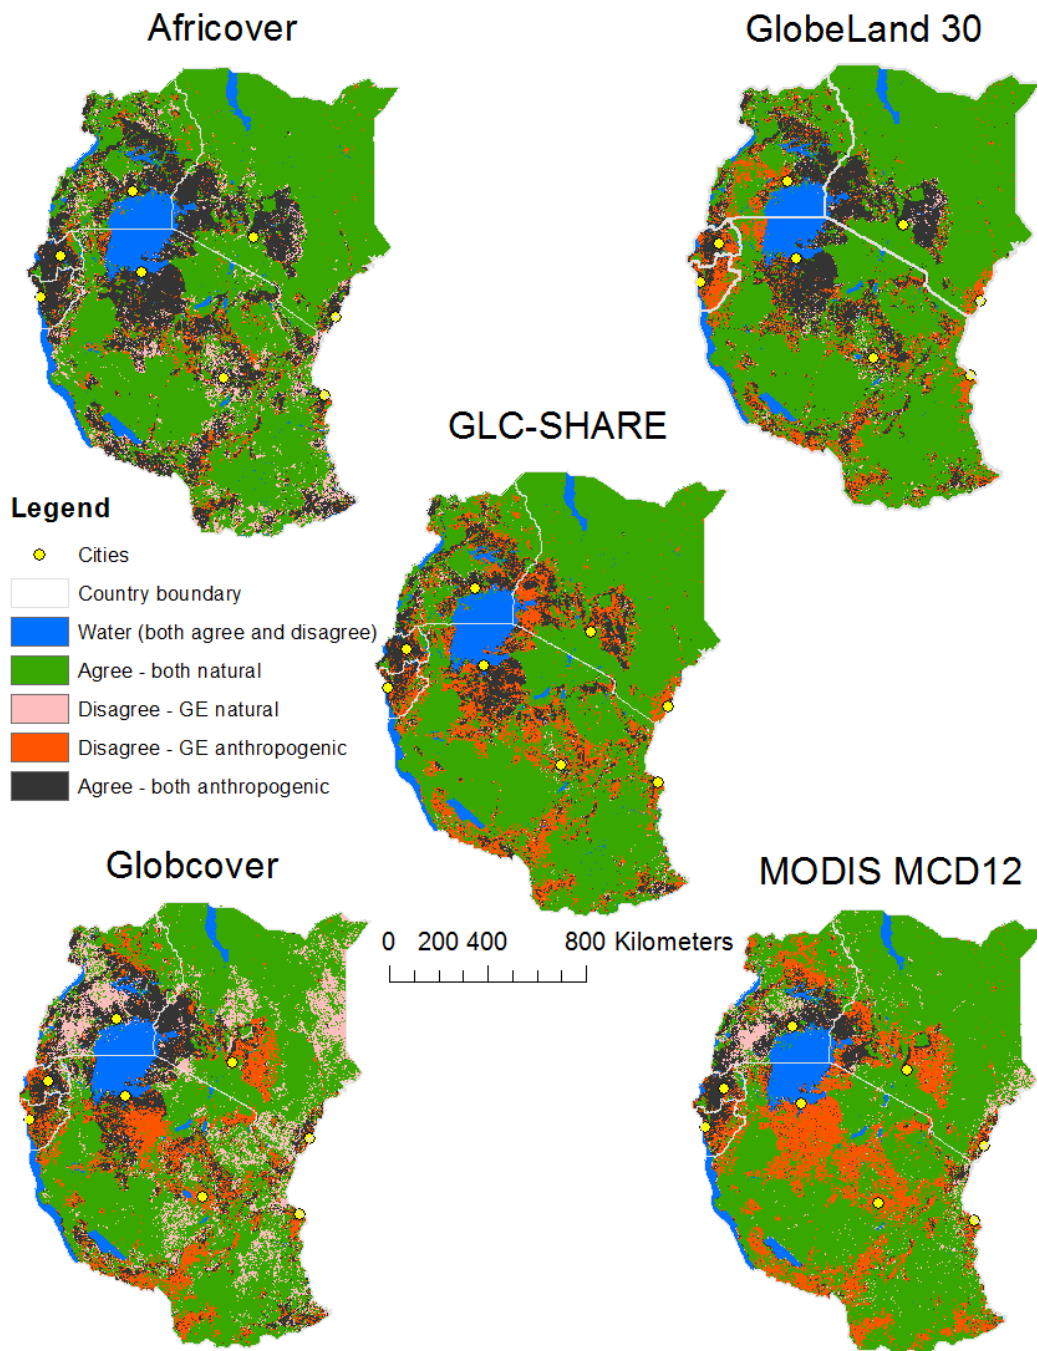 Africover
GlobeLand 30
GLC-SHARE
Legend
Cities
Country boundary
Water (both agree and disagree)
Agree - both natural
Disagree - GE natural
Disagree - GE anthropogenic
Agree - both anthropogenic
Globcover
MODIS MCD12
0 200 400 800 Kilometers